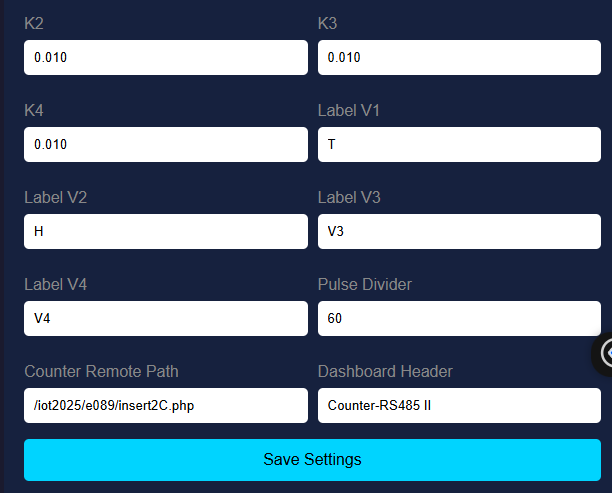 K2 K3
0.010 0.010
K4 Label V1
0.010 T
Label V2 Label V3
H V3
Label V4 Pulse Divider
V4 60
Counter Remote Path Dashboard Header
/iot2025/e089/insert2C.php Counter-RS485 II
Save Settings